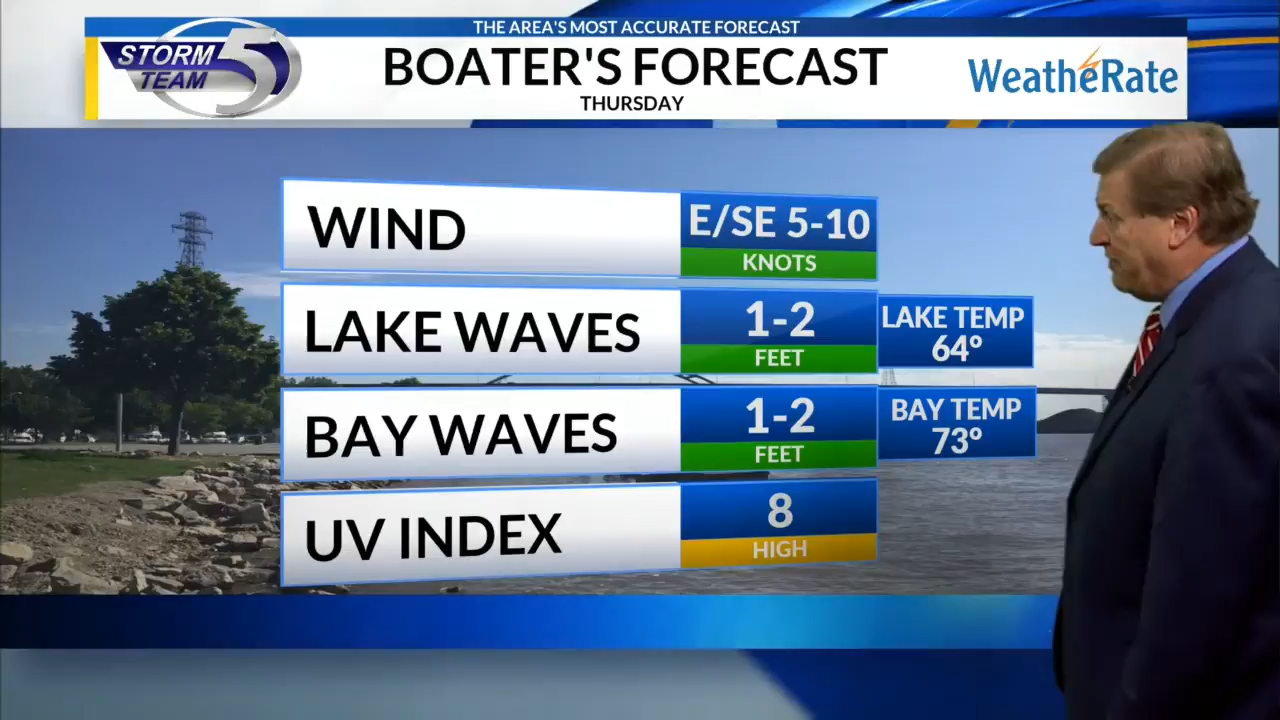 THE AREA'S MOST ACCURATE FORECAST
STORM TEAM 5
BOATER'S FORECAST
WeatheRate
THURSDAY
WIND
E/SE 5-10
KNOTS
LAKE WAVES
1-2
FEET
LAKE TEMP
64°
BAY WAVES
1-2
FEET
BAY TEMP
73°
UV INDEX
8
HIGH